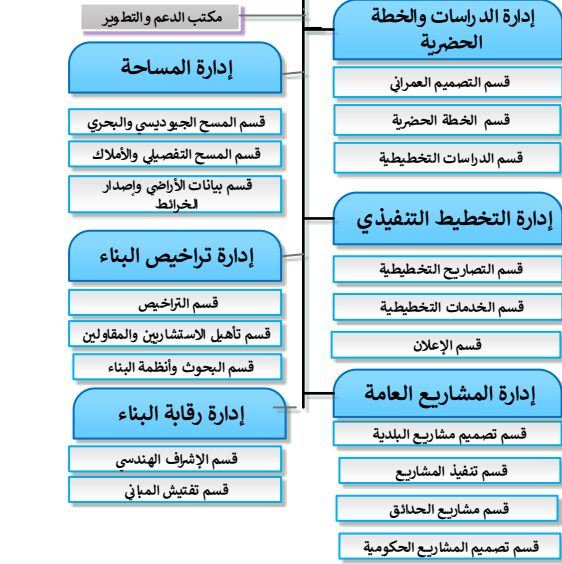 إدارة الدراسات والخطة
الحضرية
قسم التصميم العمراني
قسم الخطة الحضرية
قسم الدراسات التخطيطية
إدارة التخطيط التنفيذي
قسم التصاريح التخطيطية
قسم الخدمات التخطيطية
قسم الإعلان
إدارة المشاريع العامة
قسم تصميم مشاريع البلدية
قسم تنفيذ المشاريع
قسم مشاريع الحدائق
قسم تصميم المشاريع الحكومية
مكتب الدعم والتطوير
إدارة المساحة
قسم المسح الجيوديسي والبحري
قسم المسح التفصيلي والأملاك
قسم بيانات الأراضي وإصدار
الخرائط
إدارة تراخيص البناء
قسم التراخيص
قسم تأهيل الاستشاريين والمقاولين
قسم البحوث وأنظمة البناء
إدارة رقابة البناء
قسم الإشراف الهندسي
قسم تفتيش المباني